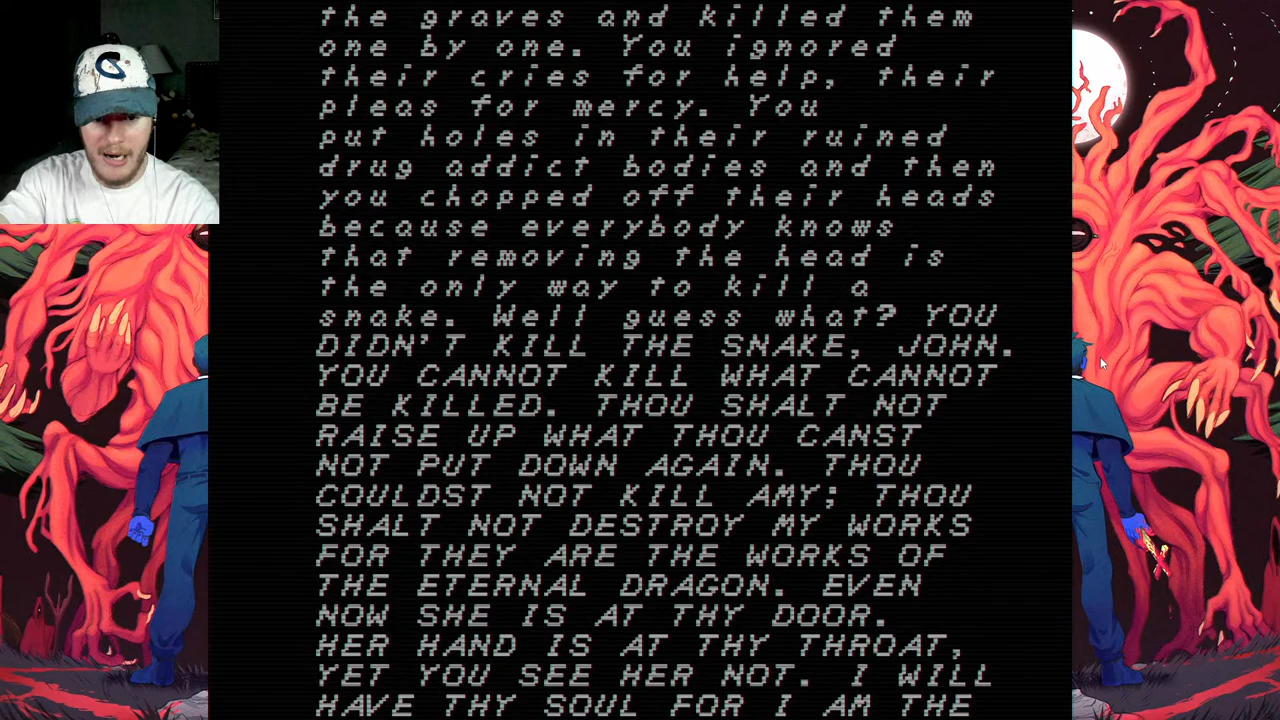 the graves and killed them
one by one. You ignored
their cries for help, their
pleas for mercy. You
put holes in their ruined
drug addict bodies and then
you chopped off their heads
because everybody knows
that removing the head is
the only way to kill a
snake. Well guess what? YOU
DIDN'T KILL THE SNAKE, JOHN.
YOU CANNOT KILL WHAT CANNOT
BE KILLED. THOU SHALT NOT
RAISE UP WHAT THOU CANST
NOT PUT DOWN AGAIN. THOU
COULDST NOT KILL AMY; THOU
SHALT NOT DESTROY MY WORKS
FOR THEY ARE THE WORKS OF
THE ETERNAL DRAGON. EVEN
NOW SHE IS AT THY DOOR.
HER HAND IS AT THY THROAT,
YET YOU SEE HER NOT. I WILL
HAVE THY SOUL FOR I AM THE